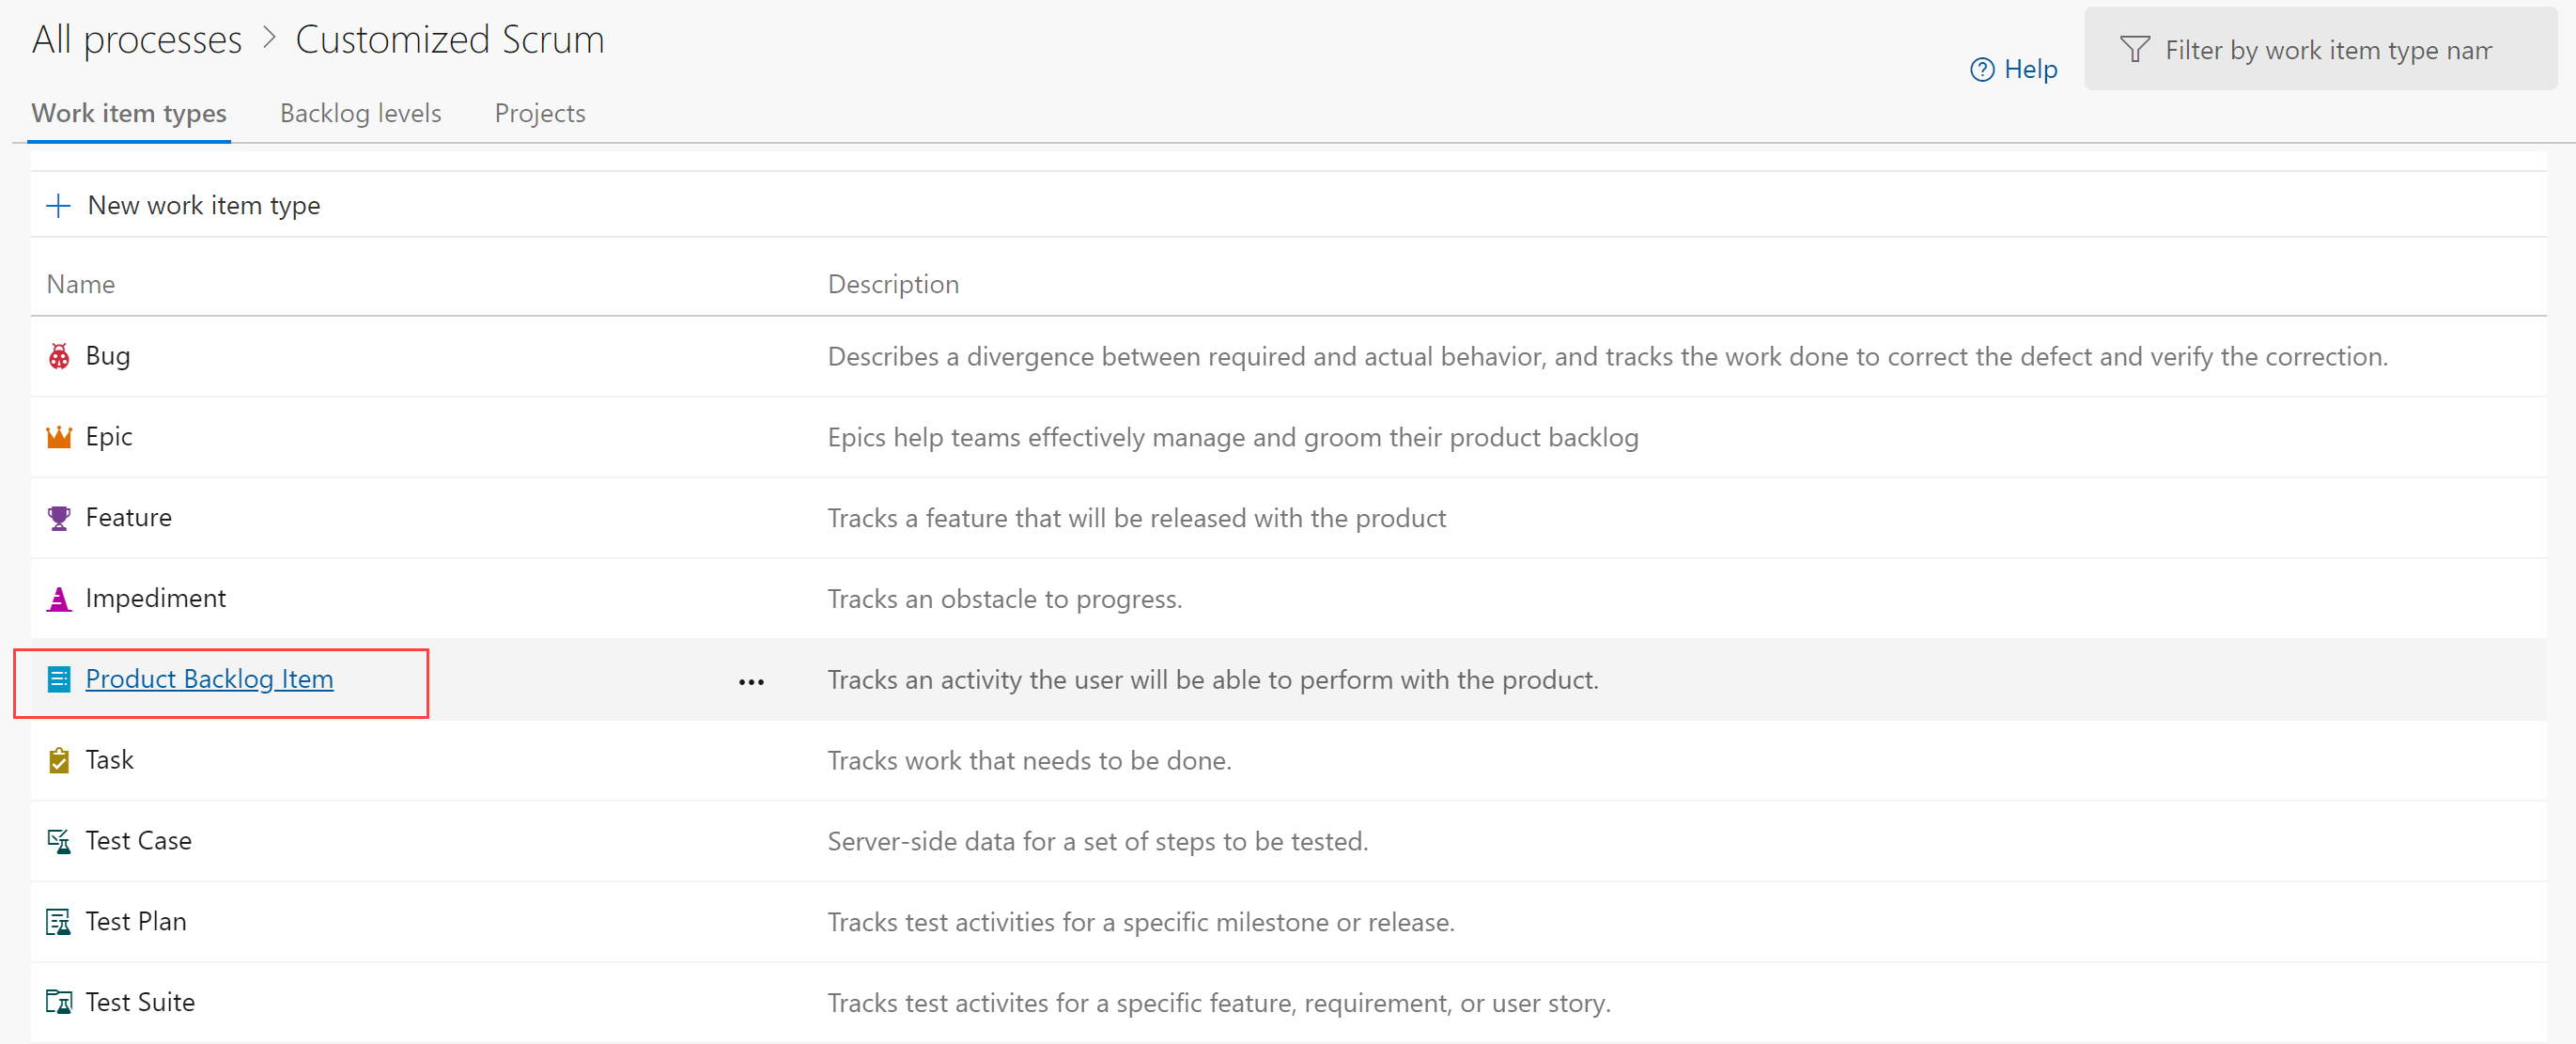 All processes > Customized Scrum
Help
Filter by work item type nam
Work item types
Backlog levels
Projects
New work item type
Name
Description
Bug
Describes a divergence between required and actual behavior, and tracks the work done to correct the defect and verify the correction.
Epic
Epics help teams effectively manage and groom their product backlog
Feature
Tracks a feature that will be released with the product
Impediment
Tracks an obstacle to progress.
Product Backlog Item
Tracks an activity the user will be able to perform with the product.
Task
Tracks work that needs to be done.
Test Case
Server-side data for a set of steps to be tested.
Test Plan
Tracks test activities for a specific milestone or release.
Test Suite
Tracks test activites for a specific feature, requirement, or user story.